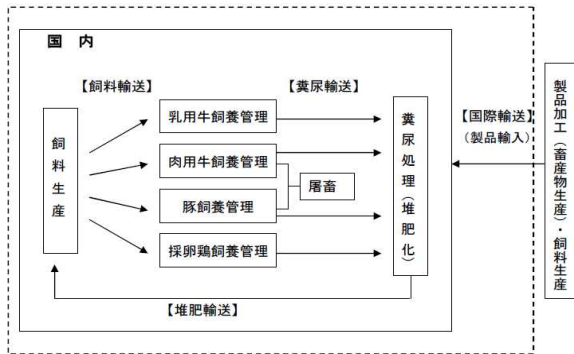 国 内
【飼料輸送】
【糞尿輸送】
飼料生産
乳用牛飼養管理
肉用牛飼養管理
屠畜
豚飼養管理
採卵鶏飼養管理
糞尿処理（堆肥化）
【堆肥輸送】
【国際輸送】
（製品輸入）
製品加工（畜産物生産）・飼料生産